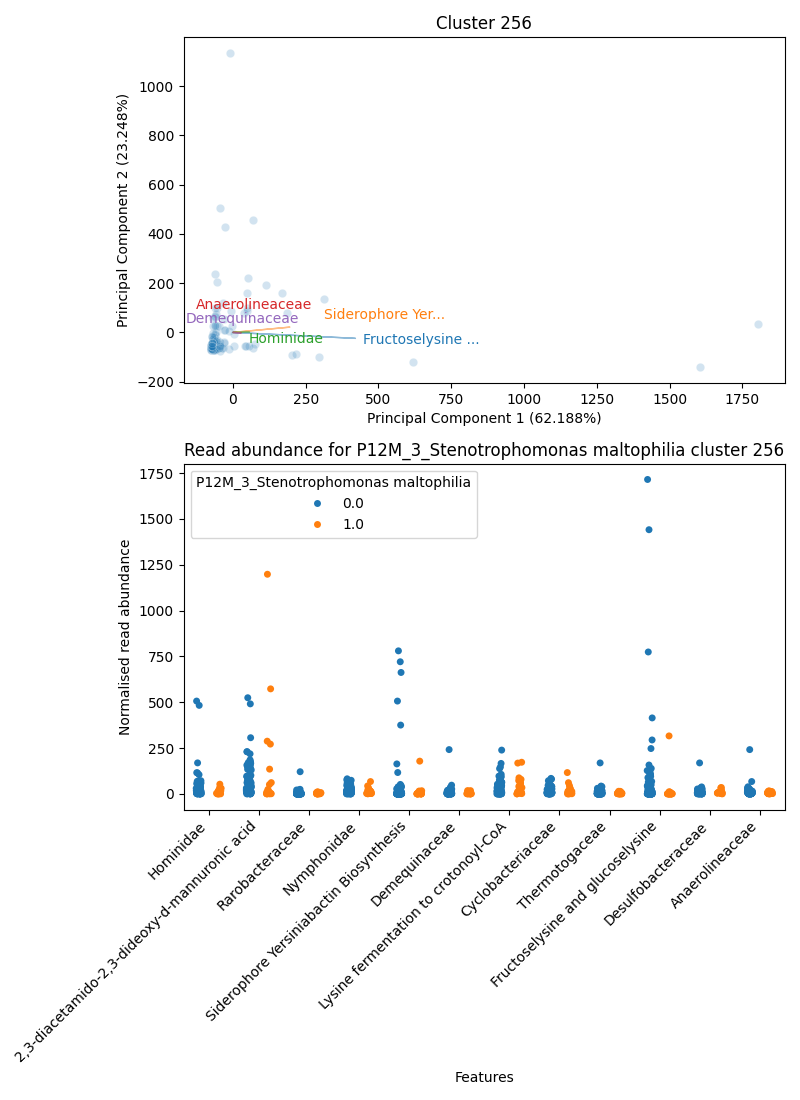 Cluster 256
Principal Component 2 (23.248%)
1000
800
600
400
200
0
−200
Anaerolineaceae
Demequinaceae
Siderophore Yer...
Hominidae
Fructoselysine ...
0
250
500
750
1000
1250
1500
1750
Principal Component 1 (62.188%)
Read abundance for P12M_3_Stenotrophomonas maltophilia cluster 256
Normalised read abundance
1750
1500
1250
1000
750
500
250
0
P12M_3_Stenotrophomonas maltophilia
0.0
1.0
Hominidae
2,3-diacetamido-2,3-dideoxy-d-mannuronic acid
Rarobacteraceae
Nymphonidae
Siderophore Yersiniabactin Biosynthesis
Demequinaceae
Lysine fermentation to crotonoyl-CoA
Cyclobacteriaceae
Thermotogaceae
Fructoselysine and glucoselysine
Desulfobacteraceae
Anaerolineaceae
Features